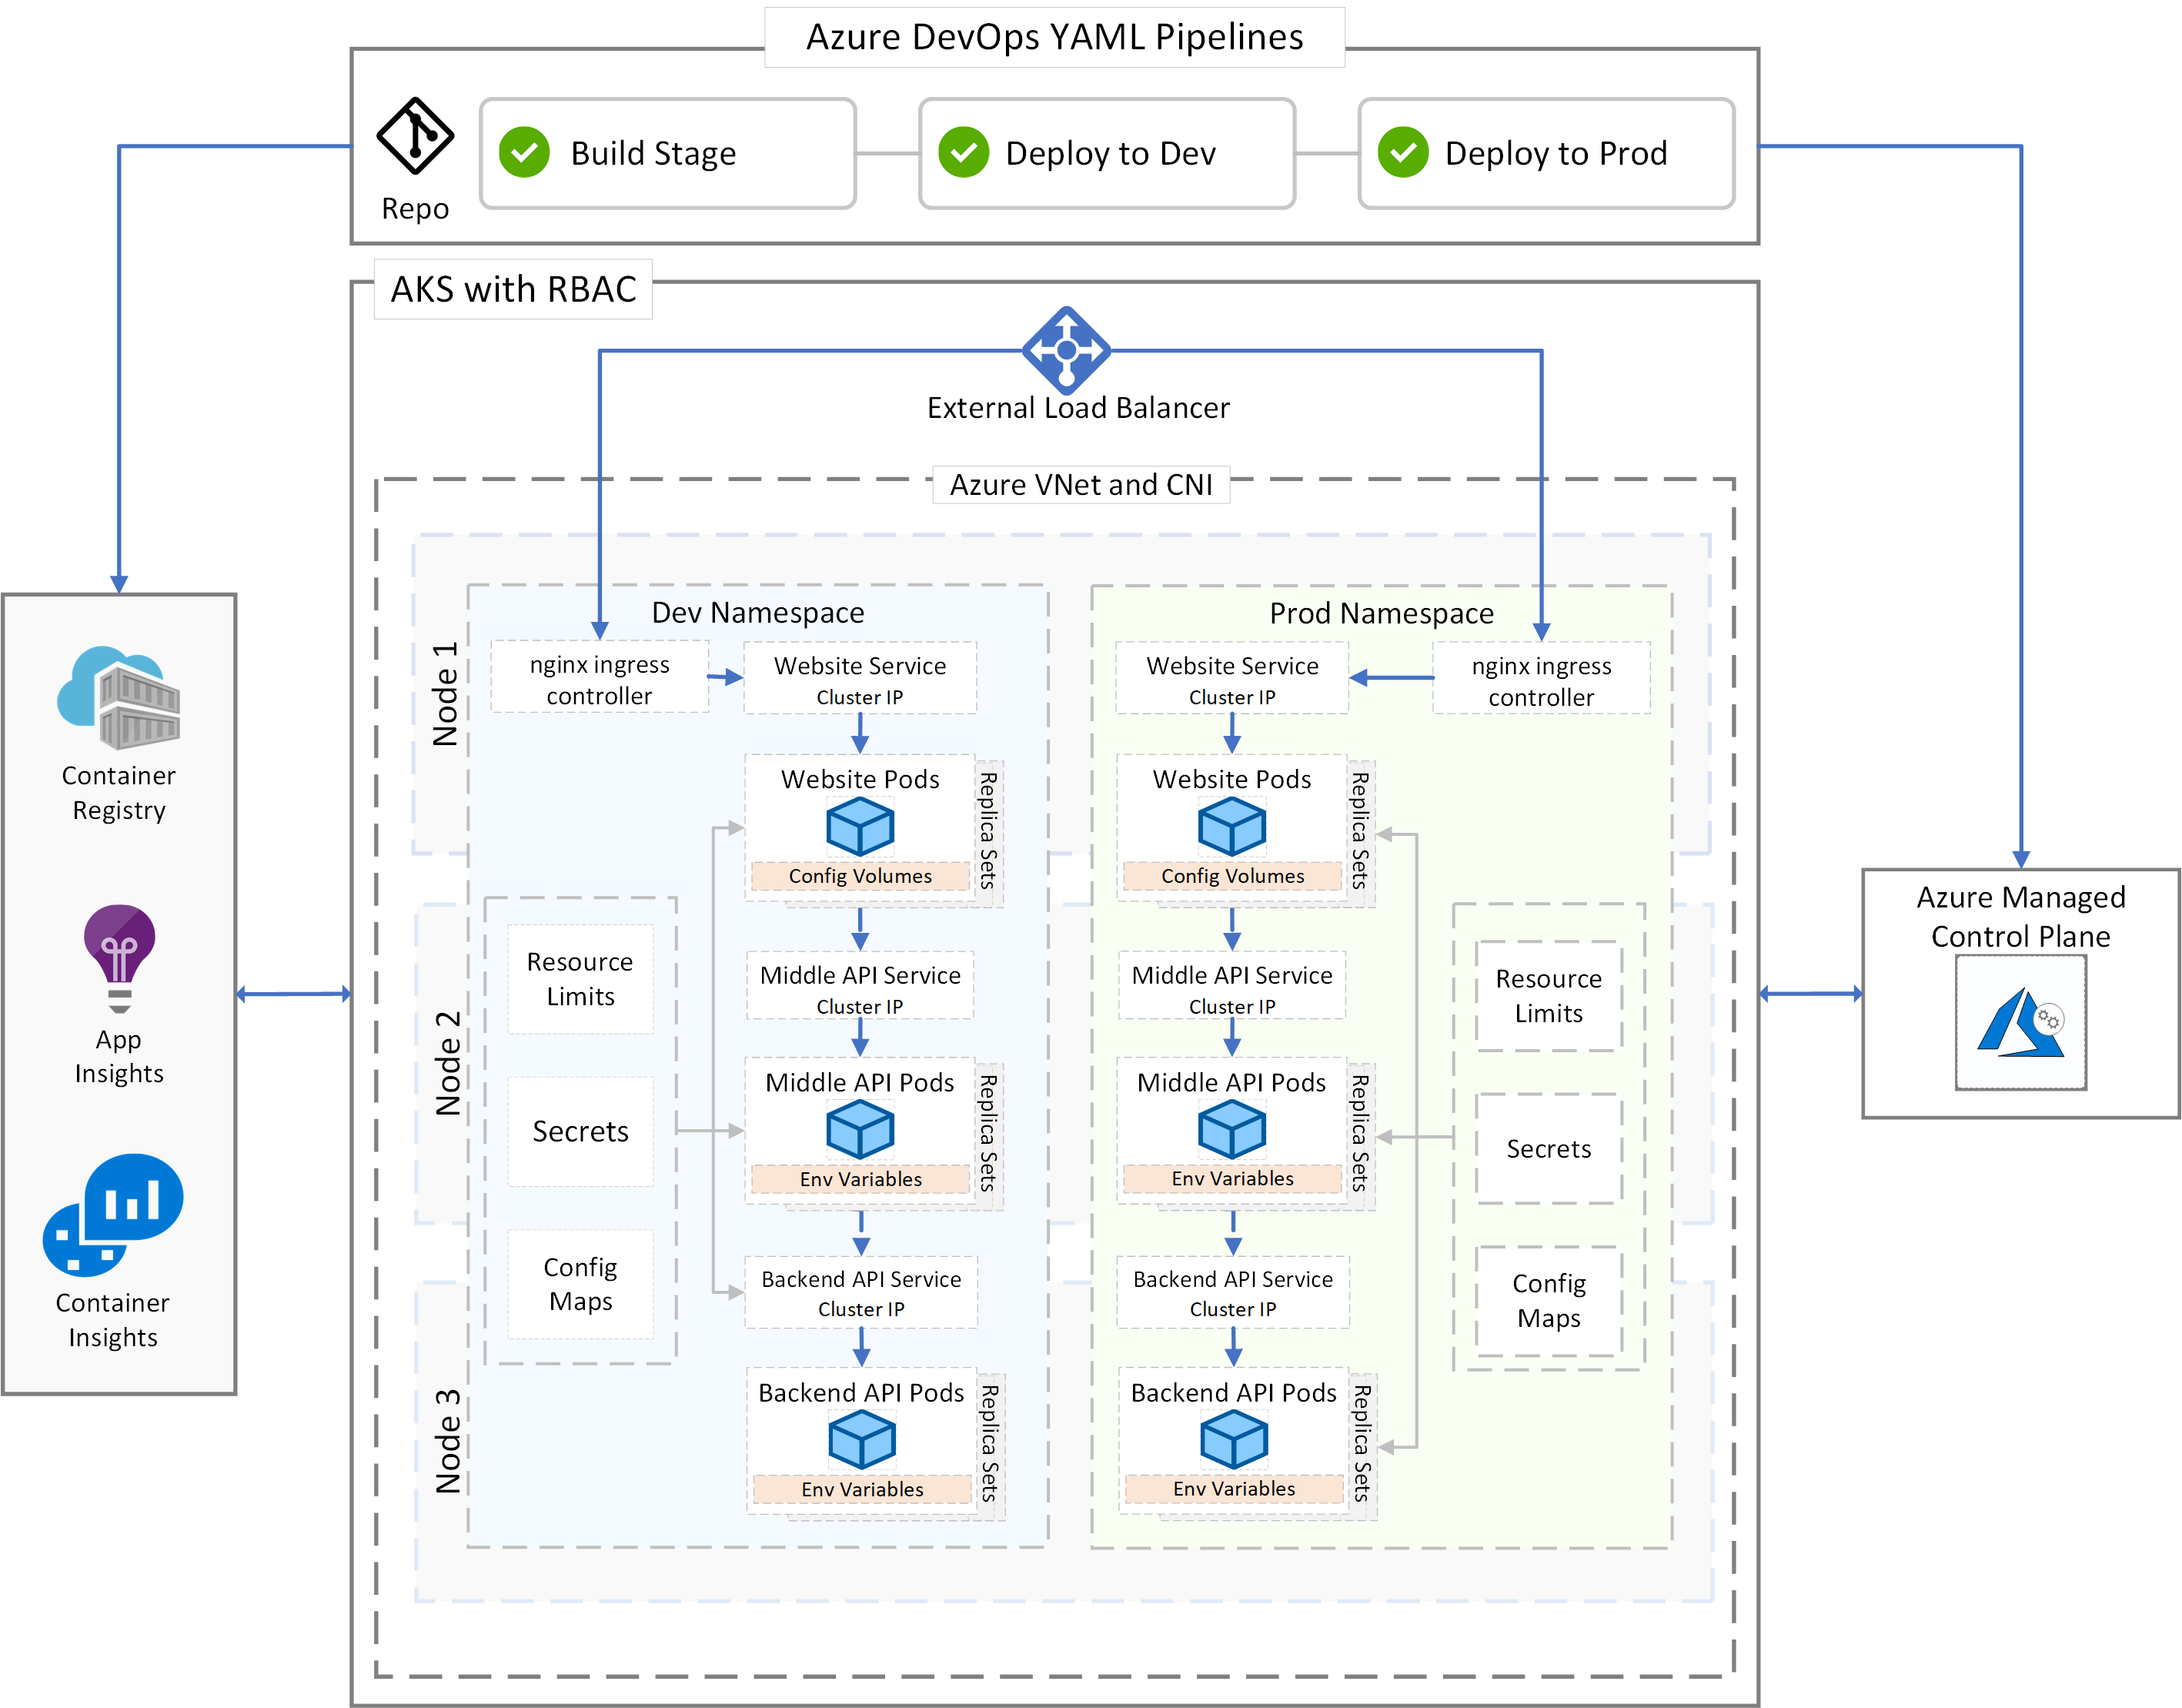 Azure DevOps YAML Pipelines
Repo
Build Stage
Deploy to Dev
Deploy to Prod
AKS with RBAC
External Load Balancer
Azure VNet and CNI
Container
Registry
App
Insights
Container
Insights
Node 1
Node 2
Node 3
Dev Namespace
nginx ingress
controller
Website Service
Cluster IP
Website Pods
Config Volumes
Replica Sets
Resource
Limits
Secrets
Config
Maps
Middle API Service
Cluster IP
Middle API Pods
Env Variables
Replica Sets
Backend API Service
Cluster IP
Backend API Pods
Env Variables
Replica Sets
Prod Namespace
Website Service
Cluster IP
nginx ingress
controller
Website Pods
Config Volumes
Replica Sets
Middle API Service
Cluster IP
Middle API Pods
Env Variables
Replica Sets
Backend API Service
Cluster IP
Backend API Pods
Env Variables
Replica Sets
Resource
Limits
Secrets
Config
Maps
Azure Managed
Control Plane